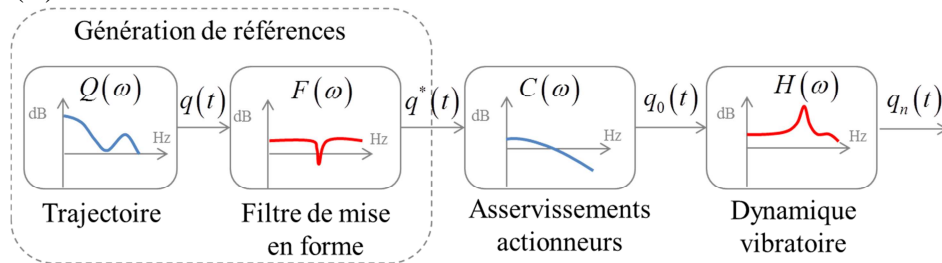 Génération de références
Q(ω)
dB
Hz
q(t)
F(ω)
dB
Hz
q*(t)
C(ω)
dB
Hz
q₀(t)
H(ω)
dB
Hz
qₙ(t)
Trajectoire
Filtre de mise
en forme
Asservissements
actionneurs
Dynamique
vibratoire